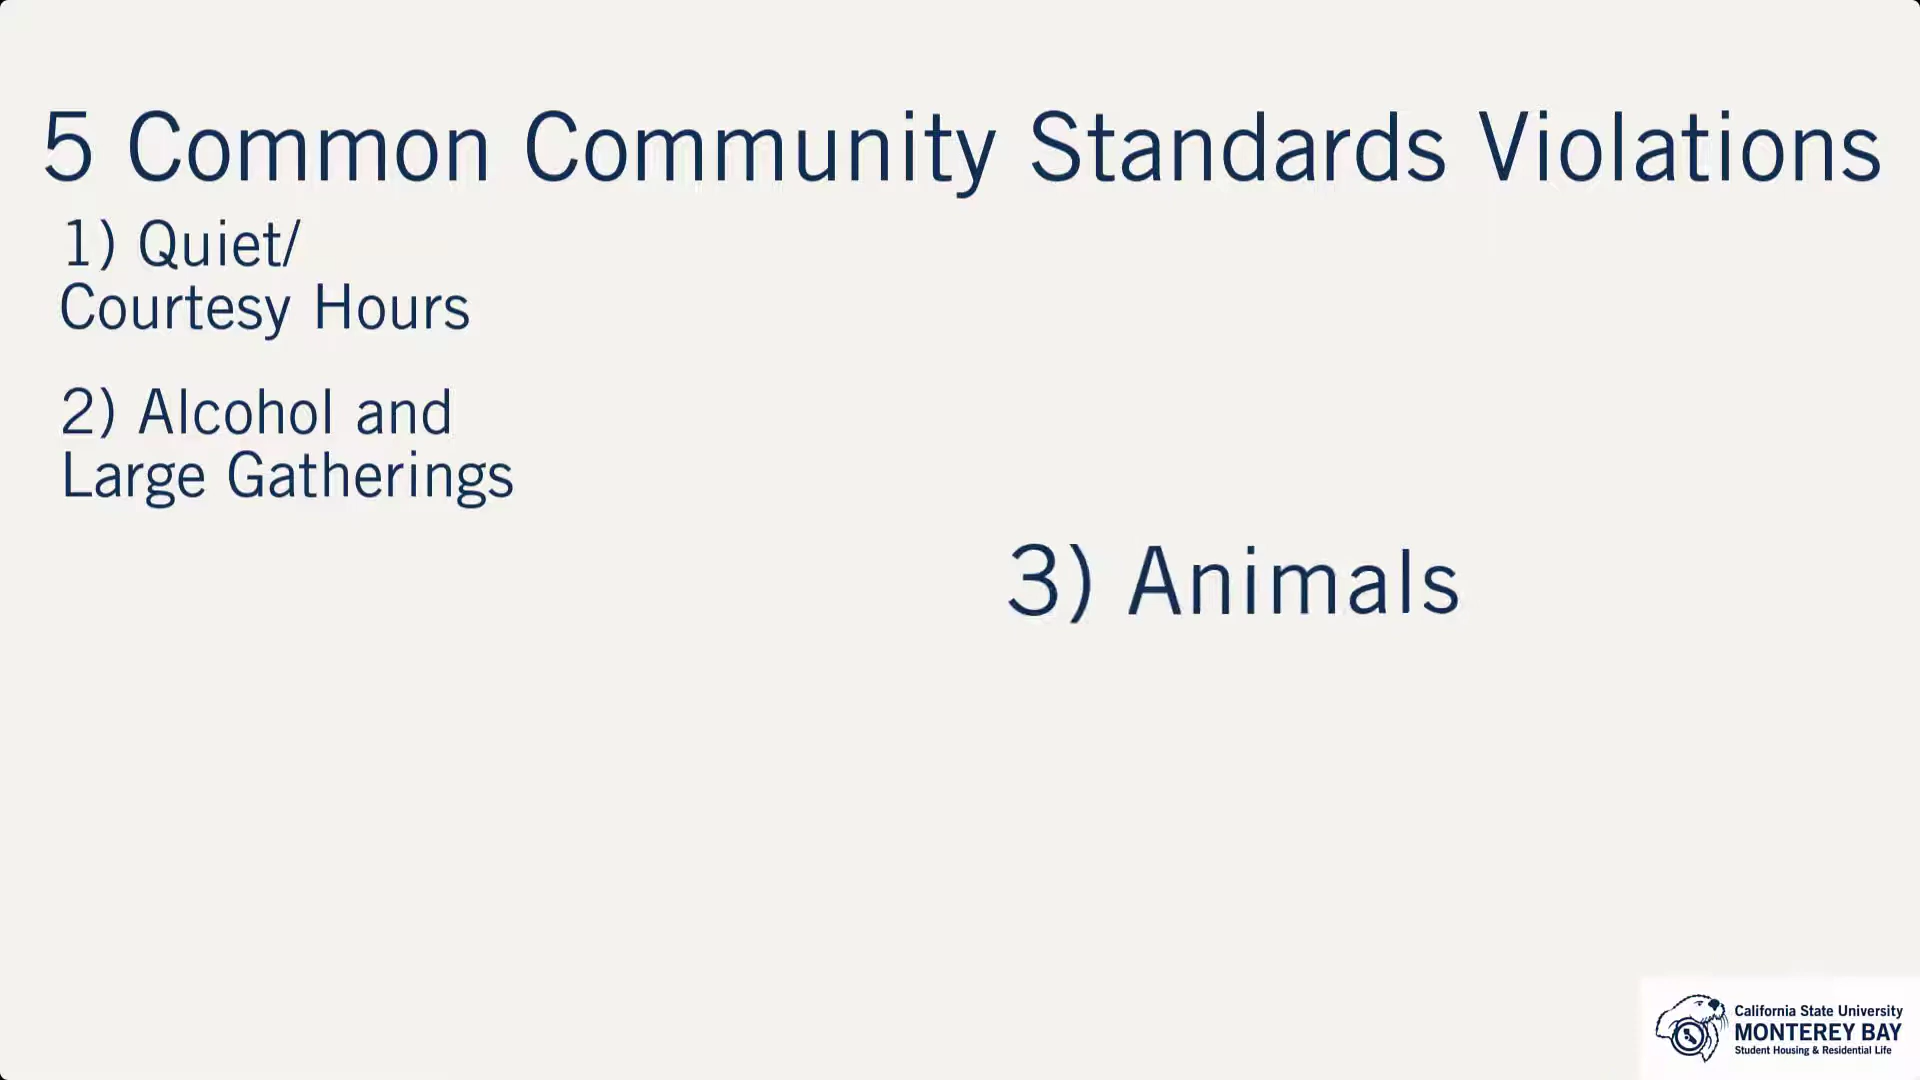 5 Common Community Standards Violations
1) Quiet/
Courtesy Hours
2) Alcohol and
Large Gatherings
3) Animals
California State University
MONTEREY BAY
Student Housing & Residential Life